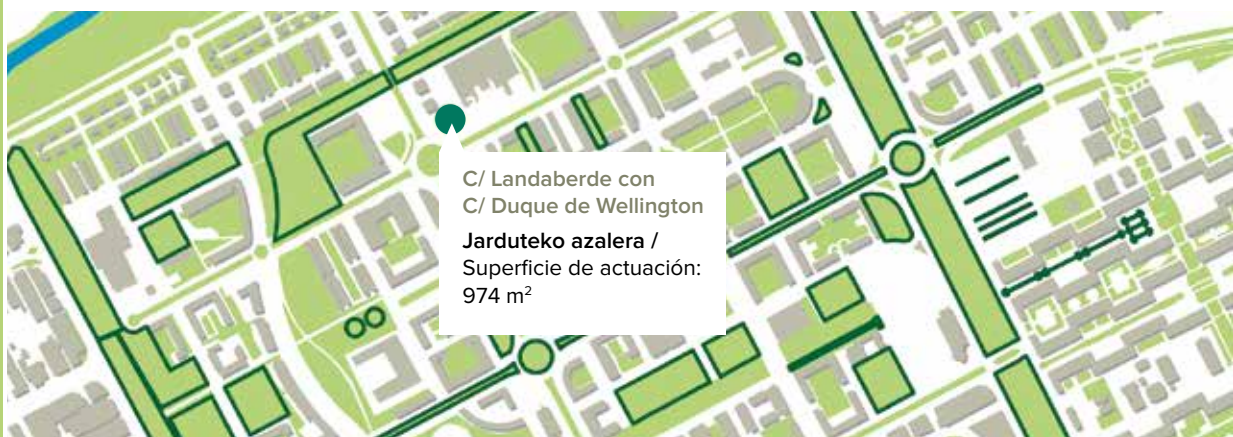 C/ Landaberde con
C/ Duque de Wellington
Jarduteko azalera /
Superficie de actuación:
974 m²